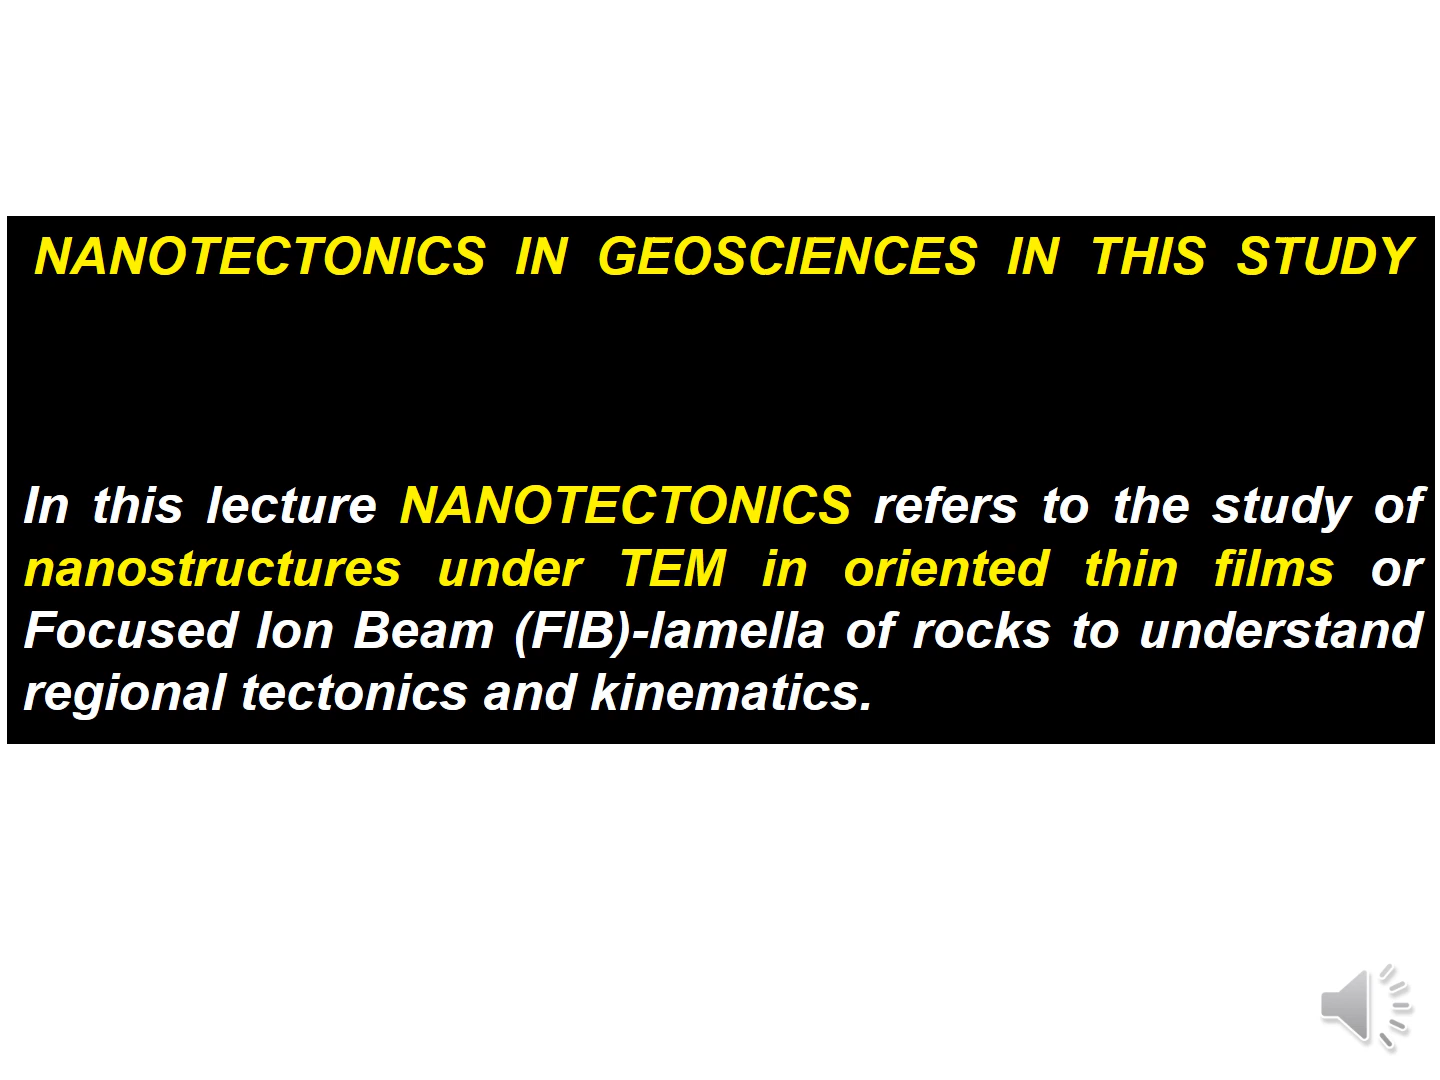 NANOTECTONICS IN GEOSCIENCES IN THIS STUDY
In this lecture NANOTECTONICS refers to the study of
nanostructures under TEM in oriented thin films or
Focused Ion Beam (FIB)-lamella of rocks to understand
regional tectonics and kinematics.